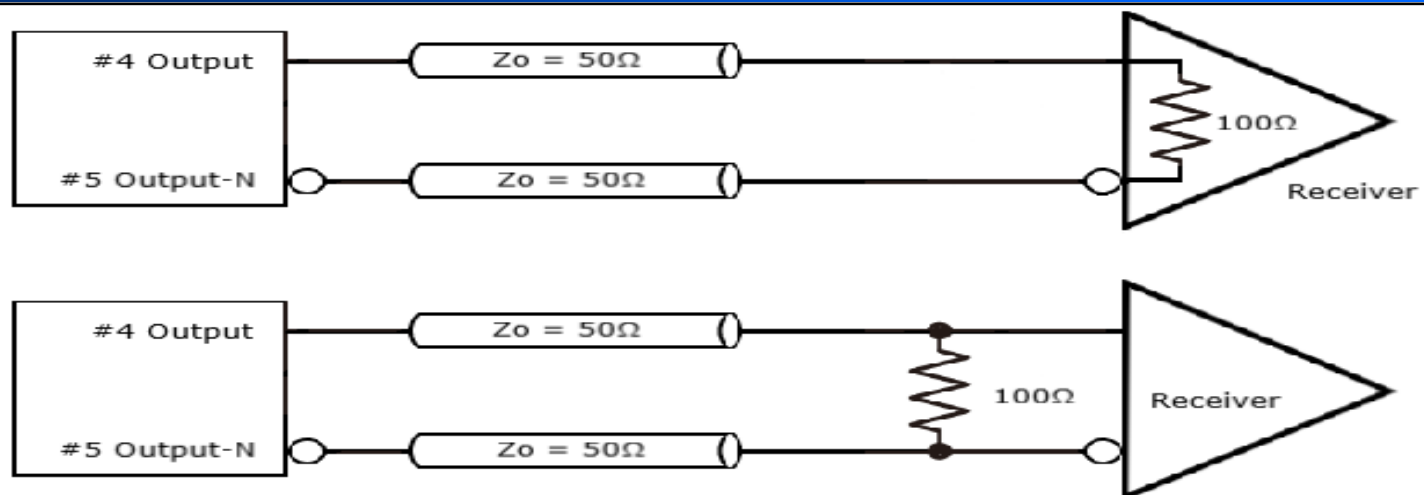 #4 Output
Zo = 50Ω
100Ω
#5 Output-N
Zo = 50Ω
Receiver
#4 Output
Zo = 50Ω
100Ω
Receiver
#5 Output-N
Zo = 50Ω